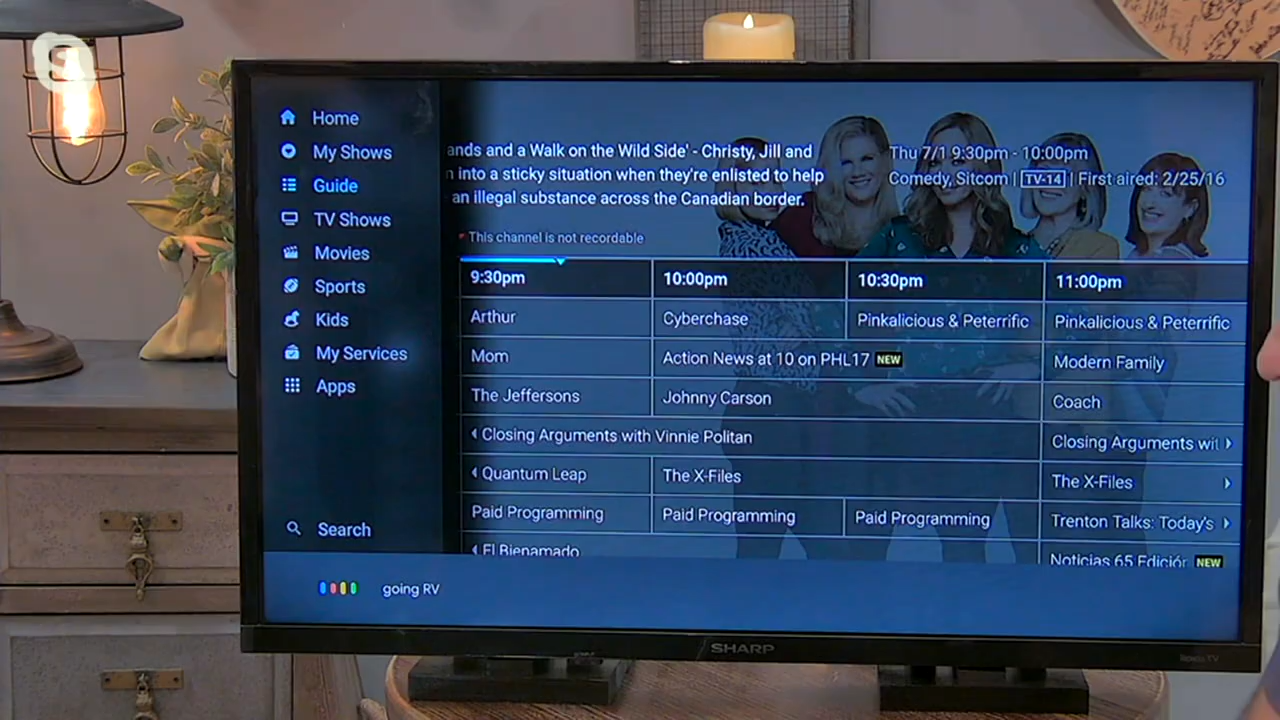 S
Home
My Shows
Guide
TV Shows
Movies
Sports
Kids
My Services
Apps
Search
ands and a Walk on the Wild Side' - Christy, Jill and
n into a sticky situation when they're enlisted to help
an illegal substance across the Canadian border.
Thu 7/1 9:30pm - 10:00pm
Comedy, Sitcom | TV-14 | First aired: 2/25/16
This channel is not recordable
9:30pm 10:00pm 10:30pm 11:00pm
Arthur Cyberchase Pinkalicious & Peterrific Pinkalicious & Peterrific
Mom Action News at 10 on PHL17 NEW Modern Family
The Jeffersons Johnny Carson Coach
Closing Arguments with Vinnie Politan Closing Arguments wit
Quantum Leap The X-Files The X-Files
Paid Programming Paid Programming Paid Programming Trenton Talks: Today's
El Bienamado Noticias 65 Edición NEW
going RV
SHARP
Roku TV